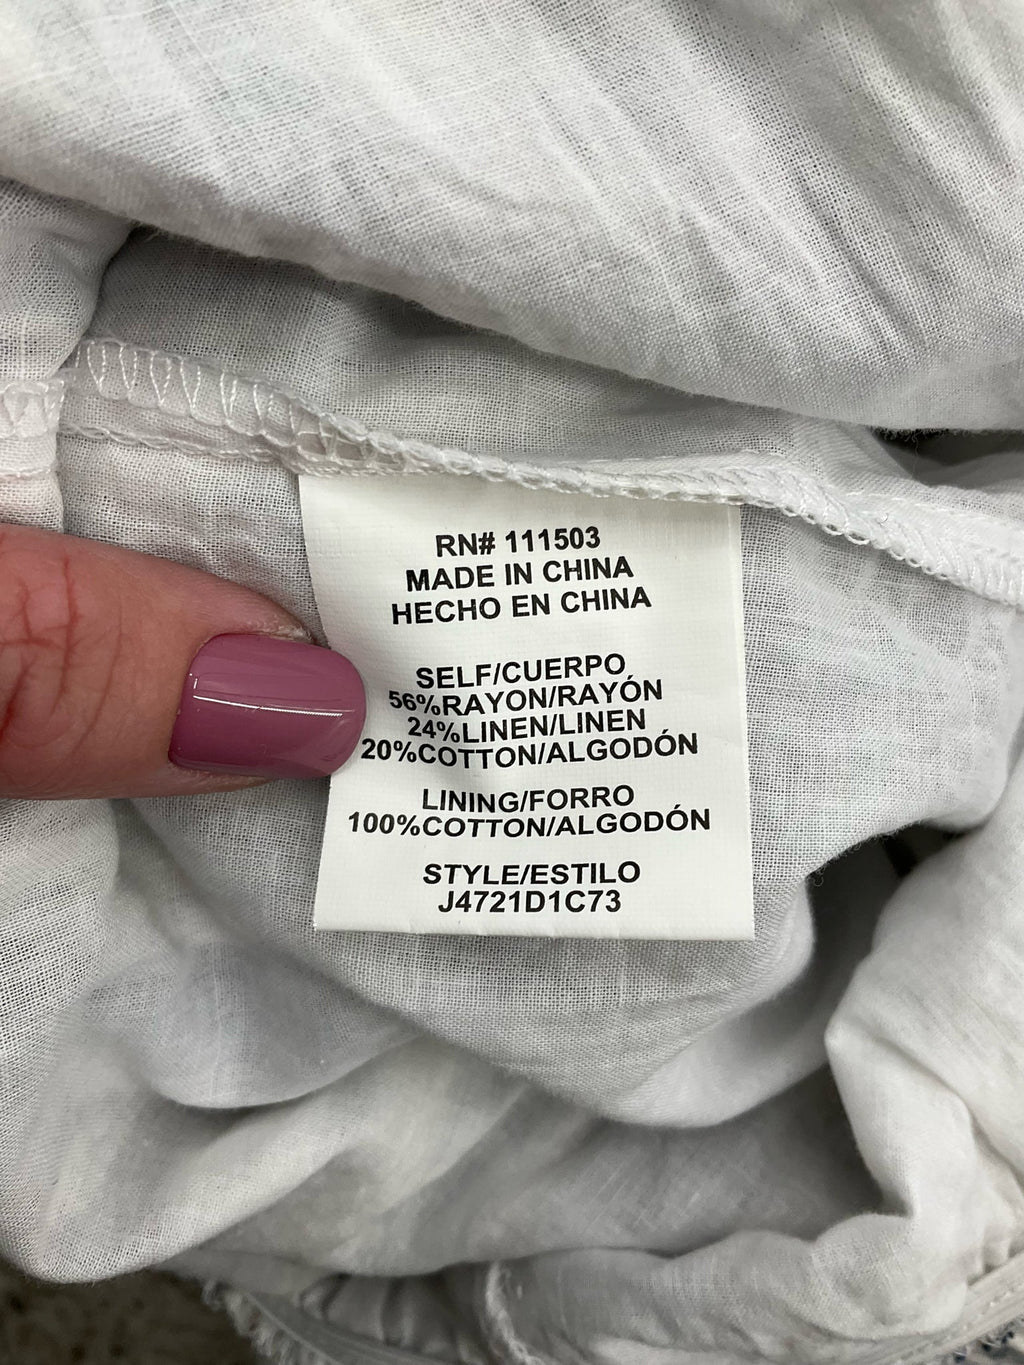 RN# 111503
MADE IN CHINA
HECHO EN CHINA
SELF/CUERPO
56%RAYON/RAYÓN
24%LINEN/LINEN
20%COTTON/ALGODÓN
LINING/FORRO
100%COTTON/ALGODÓN
STYLE/ESTILO
J4721D1C73